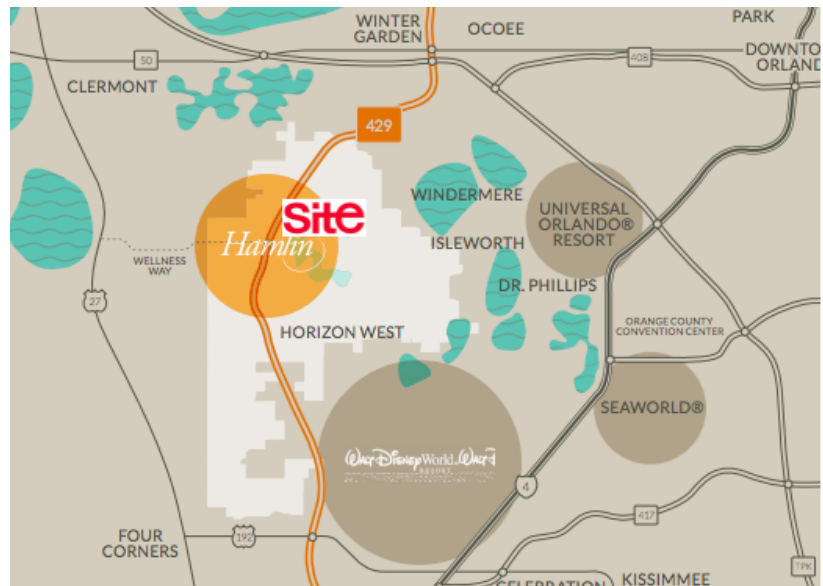 WINTER
GARDEN
OCOEE
PARK
50
408
DOWNTO
ORLAND
CLERMONT
429
WINDERMERE
Site
Hamlin
UNIVERSAL
ORLANDO®
RESORT
ISLEWORTH
WELLNESS
WAY
DR. PHILLIPS
27
HORIZON WEST
ORANGE COUNTY
CONVENTION CENTER
SEAWORLD®
WALT DISNEY World
RESORT
4
417
192
FOUR
CORNERS
TPK
CELEBRATION
KISSIMMEE